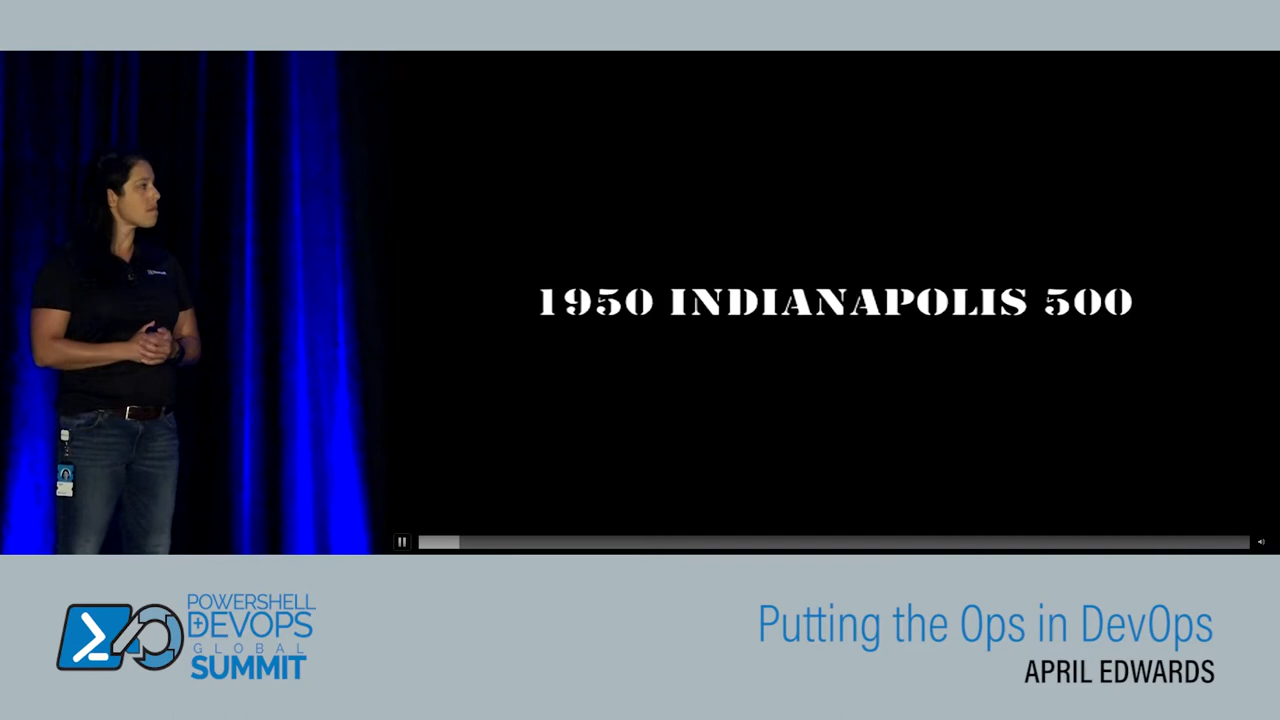 1950 INDIANAPOLIS 500
POWERSHELL
+DEVOPS
GLOBAL
SUMMIT
Putting the Ops in DevOps
APRIL EDWARDS